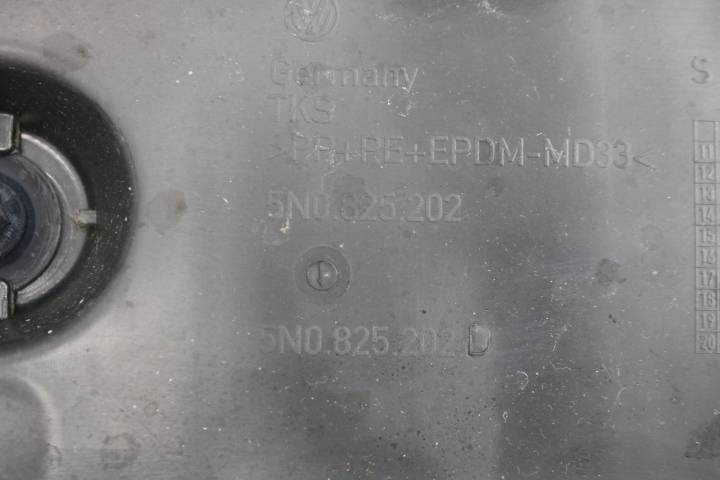 Germany
TKS
>PP+PE+EPDM-MD33<
5N0.825.202
5N0.825.202 D
S
11
12
13
14
15
16
17
18
19
20